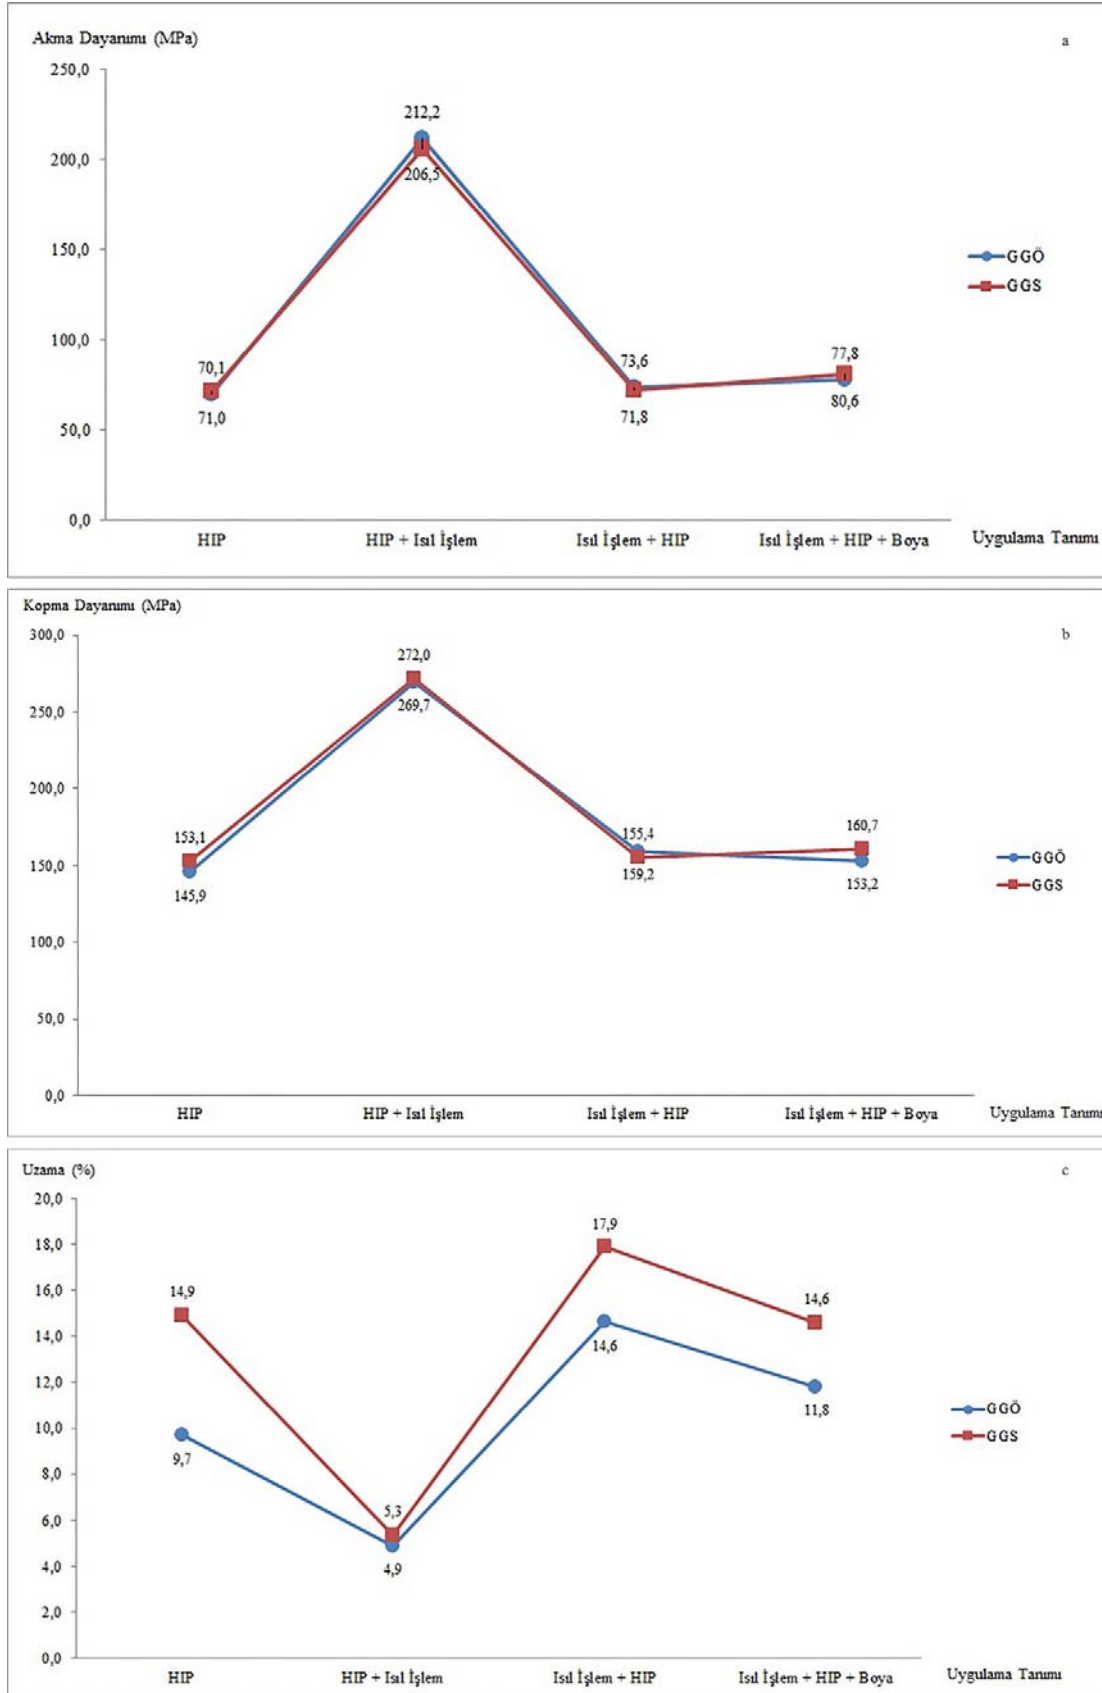 Akma Dayanımı (MPa)
a
250,0
200,0
150,0
100,0
50,0
0,0
212,2
206,5
70,1
71,0
73,6
71,8
77,8
80,6
GGÖ
GGS
HIP
HIP + Isıl İşlem
Isıl İşlem + HIP
Isıl İşlem + HIP + Boya
Uygulama Tanımı
Kopma Dayanımı (MPa)
b
300,0
250,0
200,0
150,0
100,0
50,0
0,0
272,0
269,7
153,1
145,9
155,4
159,2
160,7
153,2
GGÖ
GGS
HIP
HIP + Isıl İşlem
Isıl İşlem + HIP
Isıl İşlem + HIP + Boya
Uygulama Tanımı
Uzama (%)
c
20,0
18,0
16,0
14,0
12,0
10,0
8,0
6,0
4,0
2,0
0,0
14,9
9,7
5,3
4,9
17,9
14,6
14,6
11,8
GGÖ
GGS
HIP
HIP + Isıl İşlem
Isıl İşlem + HIP
Isıl İşlem + HIP + Boya
Uygulama Tanımı